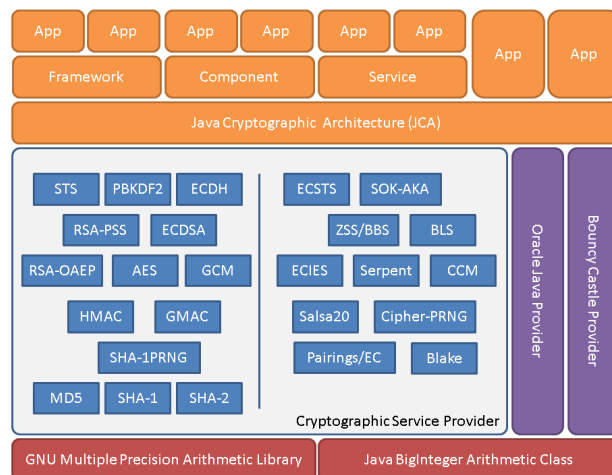 App App App App App App App App
Framework Component Service
Java Cryptographic Architecture (JCA)
STS PBKDF2 ECDH ECSTS SOK-AKA
RSA-PSS ECDSA ZSS/BBS BLS
RSA-OAEP AES GCM ECIES Serpent CCM
HMAC GMAC Salsa20 Cipher-PRNG
SHA-1PRNG Pairings/EC Blake
MD5 SHA-1 SHA-2
Cryptographic Service Provider
Oracle Java Provider
Bouncy Castle Provider
GNU Multiple Precision Arithmetic Library Java BigInteger Arithmetic Class